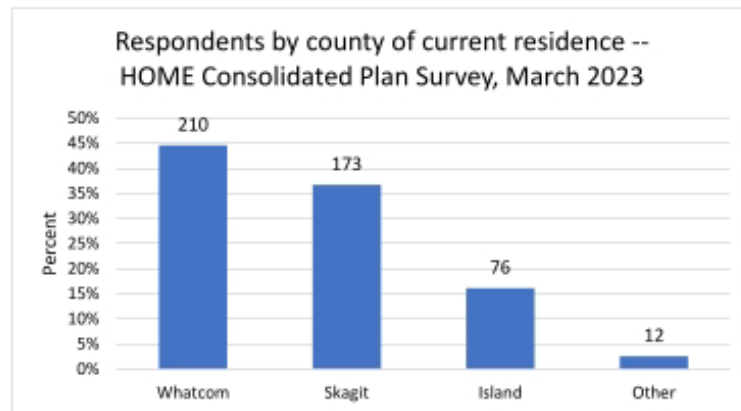 Respondents by county of current residence --
HOME Consolidated Plan Survey, March 2023
Percent
50%
45%
40%
35%
30%
25%
20%
15%
10%
5%
0%
210
173
76
12
Whatcom
Skagit
Island
Other